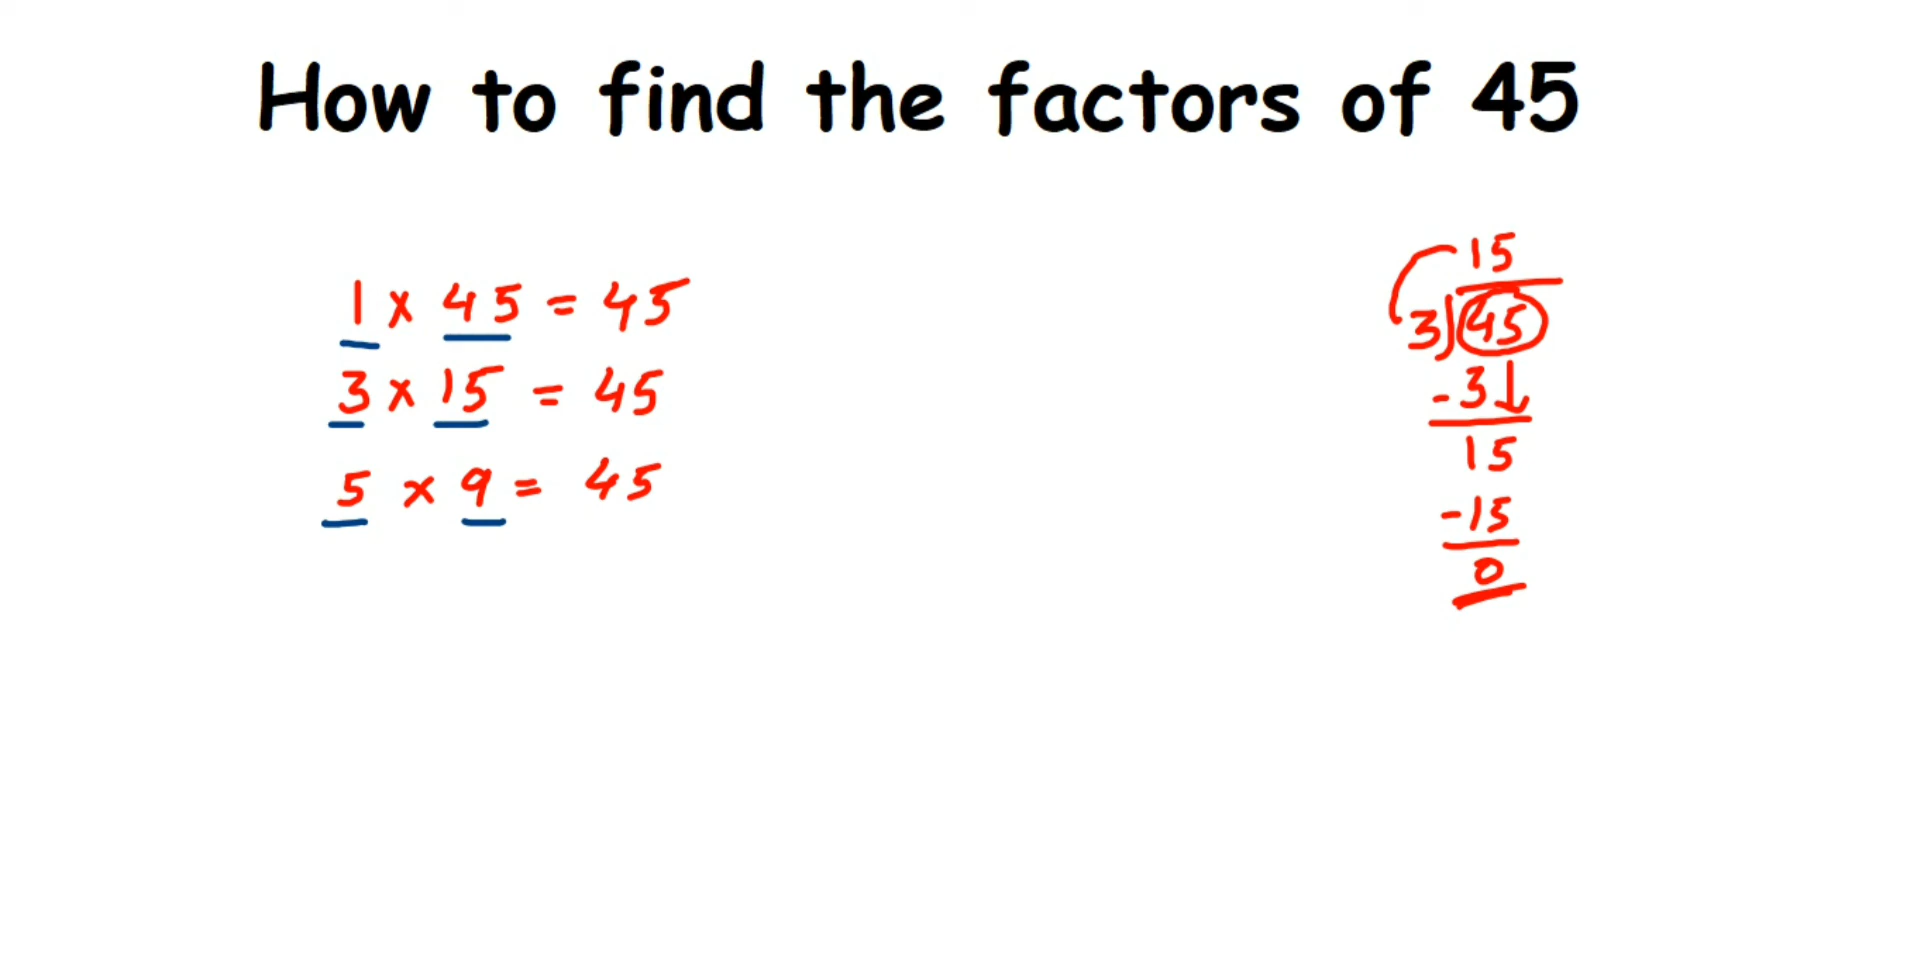 How to find the factors of 45
1 x 45 = 45
3 x 15 = 45
5 x 9 = 45
15
3)45
-3↓
15
-15
0